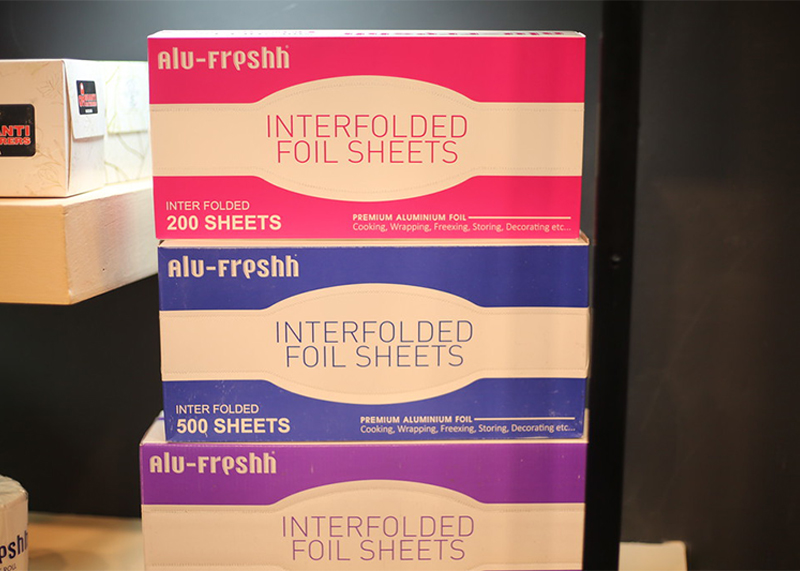 Alu-Freshh
INTERFOLDED
FOIL SHEETS
INTER FOLDED
200 SHEETS
PREMIUM ALUMINIUM FOIL
Cooking, Wrapping, Freexing, Storing, Decorating etc...
Alu-Freshh
INTERFOLDED
FOIL SHEETS
INTER FOLDED
500 SHEETS
PREMIUM ALUMINIUM FOIL
Cooking, Wrapping, Freexing, Storing, Decorating etc...
Alu-Freshh
INTERFOLDED
FOIL SHEETS